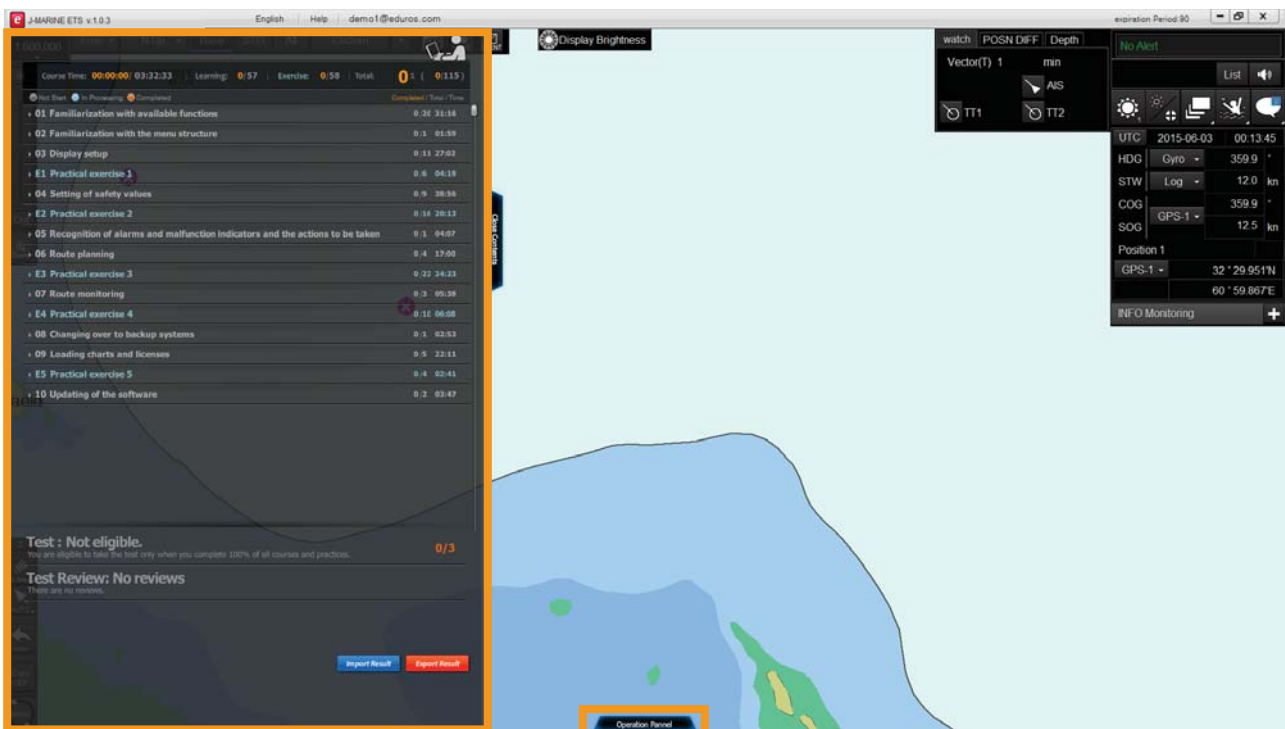 e J-MARINE ETS v.1.0.3 English Help demo1@eduros.com expiration Period:90
1:000,000
Display Brightness
Course Time: 00:00:00/ 03:32:33 Learning: 0/57 Exercise: 0/58 Total: 0% ( 0/115)
Not Start In Processing Completed Completed / Total / Time
01 Familiarization with available functions 31:16
02 Familiarization with the menu structure 0/1 01:59
03 Display setup 0/11 27:02
E1 Practical exercise 1 0/6 04:18
04 Setting of safety values 0/9 38:56
E2 Practical exercise 2 0/16 20:13
05 Recognition of alarms and malfunction indicators and the actions to be taken 0/1 04:07
06 Route planning 0/4 17:00
E3 Practical exercise 3 0/22 24:23
07 Route monitoring 0/3 05:38
E4 Practical exercise 4 06:08
08 Changing over to backup systems 0/1 02:53
09 Loading charts and licenses 0/5 22:11
E5 Practical exercise 5 0/4 02:41
10 Updating of the software 0/2 03:47
Test : Not eligible.
You are eligible to take the test only when you complete 100% of all courses and practices.
0/3
Test Review: No reviews
There are no reviews.
Import Result Export Result
Close Contents
Operation Pannel
watch POSN DIFF Depth
Vector(T) 1 min
AIS
TT1 TT2
No Alert
List
UTC 2015-06-03 00:13:45
HDG Gyro 359.9 °
STW Log 12.0 kn
COG 359.9 °
GPS-1
SOG 12.5 kn
Position 1
GPS-1 32 ° 29.951'N
60 ° 59.867'E
INFO Monitoring +